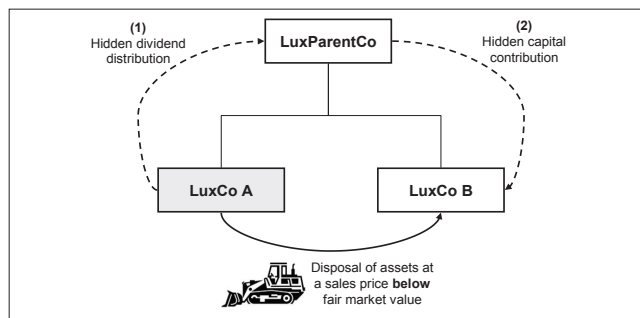 (1)
Hidden dividend
distribution
LuxParentCo
(2)
Hidden capital
contribution
LuxCo A
LuxCo B
Disposal of assets at
a sales price below
fair market value